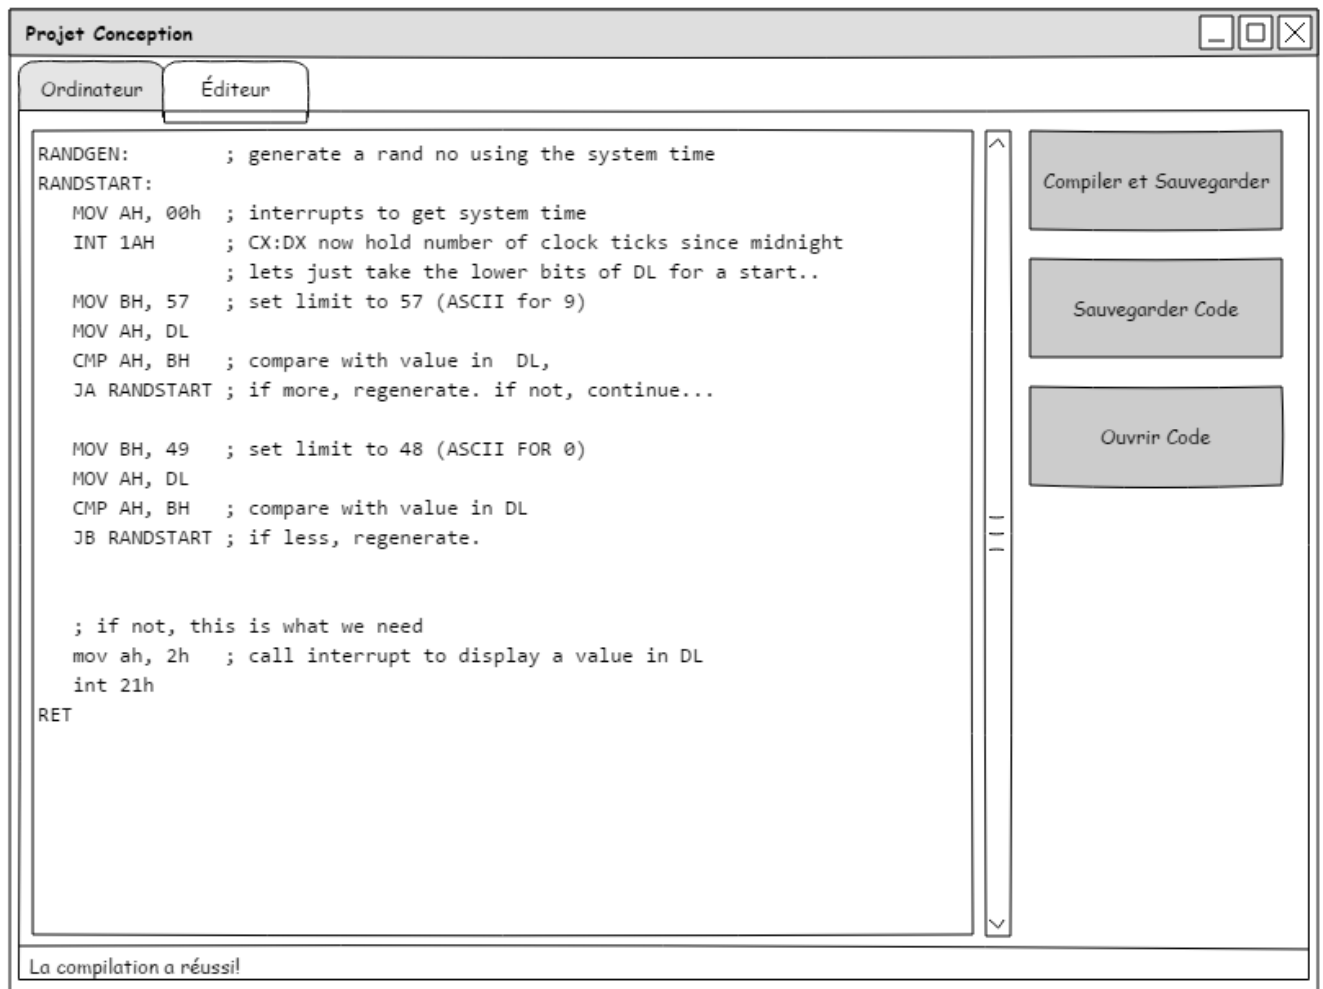 Projet Conception
Ordinateur
Éditeur
RANDGEN:        ; generate a rand no using the system time
RANDSTART:
   MOV AH, 00h  ; interrupts to get system time
   INT 1AH      ; CX:DX now hold number of clock ticks since midnight
                ; lets just take the lower bits of DL for a start..
   MOV BH, 57   ; set limit to 57 (ASCII for 9)
   MOV AH, DL
   CMP AH, BH   ; compare with value in  DL,
   JA RANDSTART ; if more, regenerate. if not, continue...
   MOV BH, 49   ; set limit to 48 (ASCII FOR 0)
   MOV AH, DL
   CMP AH, BH   ; compare with value in DL
   JB RANDSTART ; if less, regenerate.
   ; if not, this is what we need
   mov ah, 2h   ; call interrupt to display a value in DL
   int 21h
RET
Compiler et Sauvegarder
Sauvegarder Code
Ouvrir Code
La compilation a réussi!